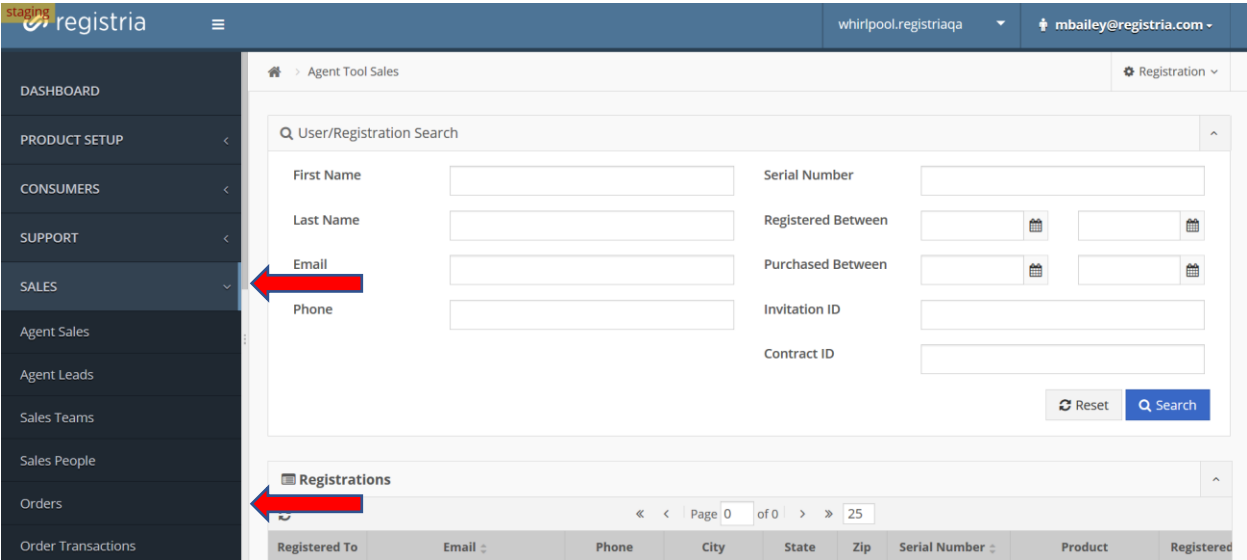 staging
registria
whirlpool.registriaqa
mbailey@registria.com
Agent Tool Sales
Registration
DASHBOARD
PRODUCT SETUP
CONSUMERS
SUPPORT
SALES
Agent Sales
Agent Leads
Sales Teams
Sales People
Orders
Order Transactions
User/Registration Search
First Name
Serial Number
Last Name
Registered Between
Email
Purchased Between
Phone
Invitation ID
Contract ID
Reset Search
Registrations
Page 0 of 0 25
Registered To Email Phone City State Zip Serial Number Product Registered